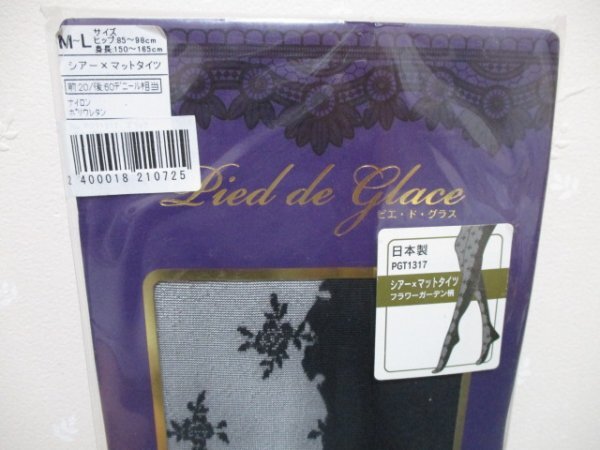 M~L サイズ
ヒップ:85～98cm
身長:150～165cm
シアー×マットタイツ
前20/後60デニール相当
ナイロン
ポリウレタン
2 400018 210725
Pied de Glace
ピエ・ド・グラス
日本製
PGT1317
シアー×マットタイツ
フラワーガーデン柄